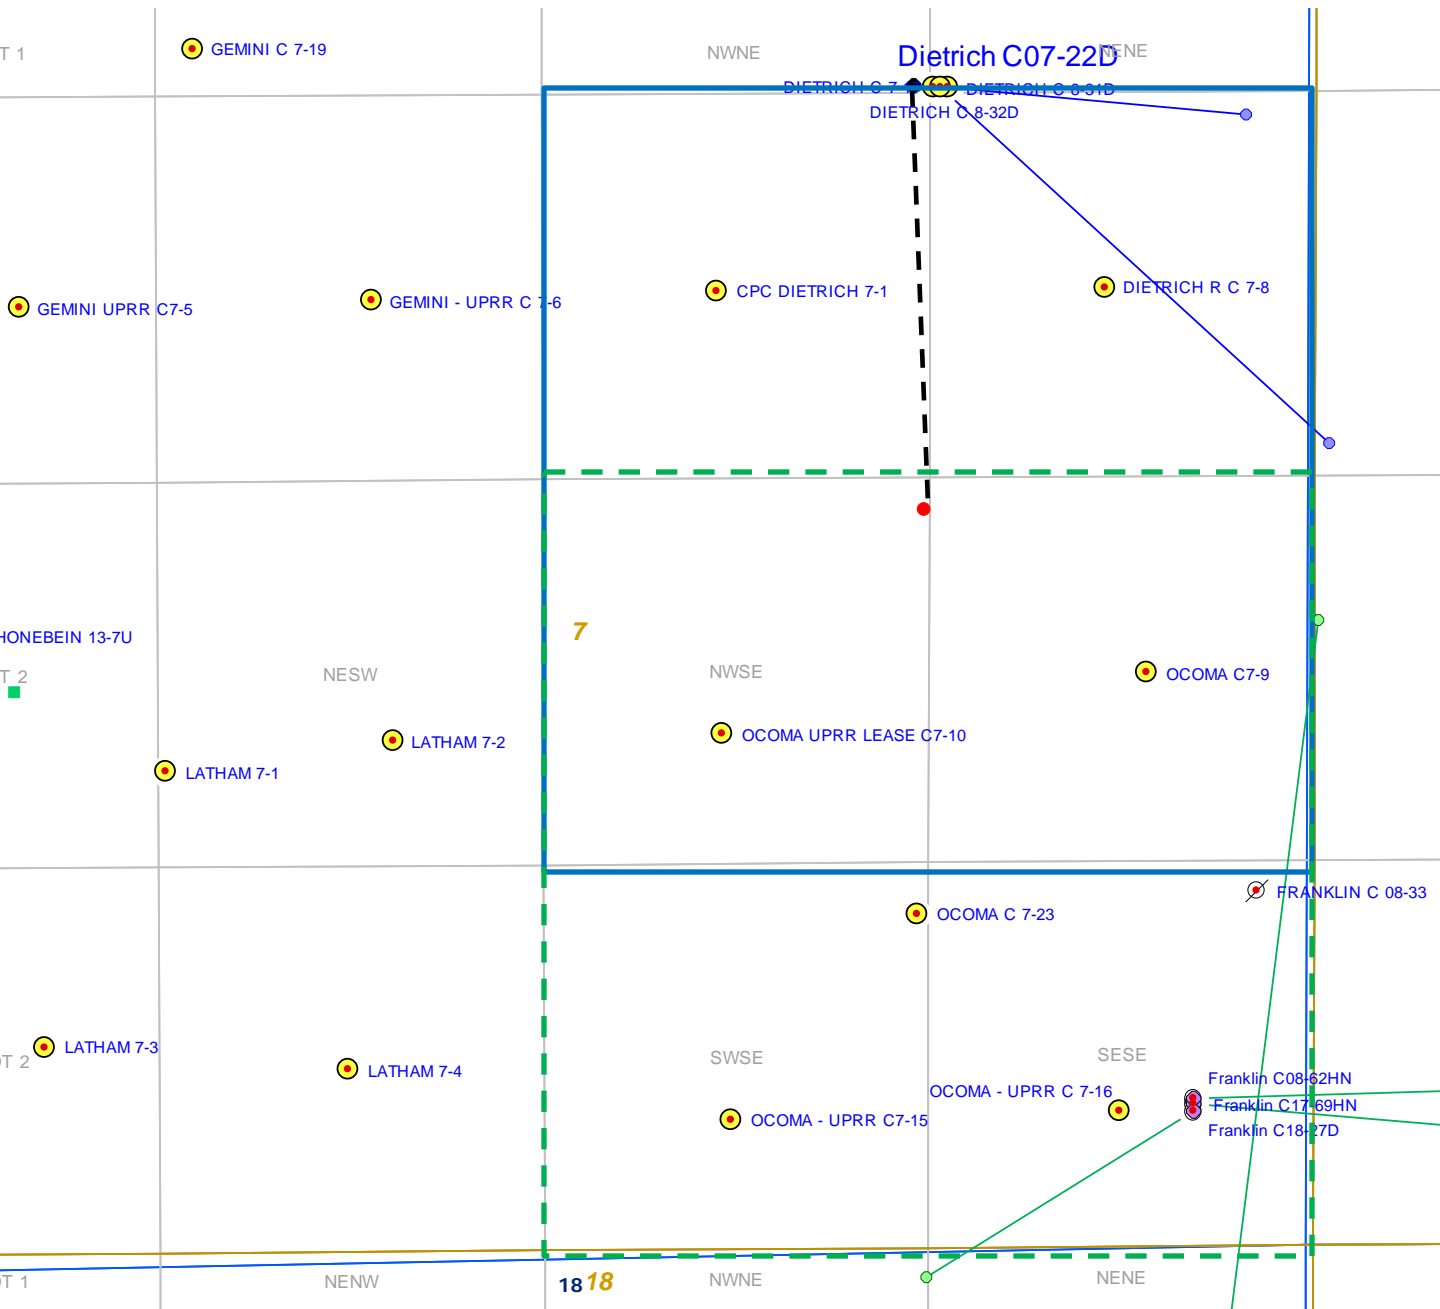 T 1
GEMINI C 7-19
NWNE
Dietrich C07-22D
NENE
DIETRICH C 7-
DIETRICH C 8-31D
DIETRICH C 8-32D
GEMINI UPRR C7-5
GEMINI - UPRR C 7-6
CPC DIETRICH 7-1
DIETRICH R C 7-8
7
HONEBEIN 13-7U
T 2
NESW
NWSE
OCOMA C7-9
LATHAM 7-2
OCOMA UPRR LEASE C7-10
LATHAM 7-1
FRANKLIN C 08-33
OCOMA C 7-23
LATHAM 7-3
OT 2
LATHAM 7-4
SWSE
SESE
Franklin C08-62HN
OCOMA - UPRR C 7-16
Franklin C17-69HN
OCOMA - UPRR C7-15
Franklin C18-27D
OT 1
NENW
18 18
NWNE
NENE